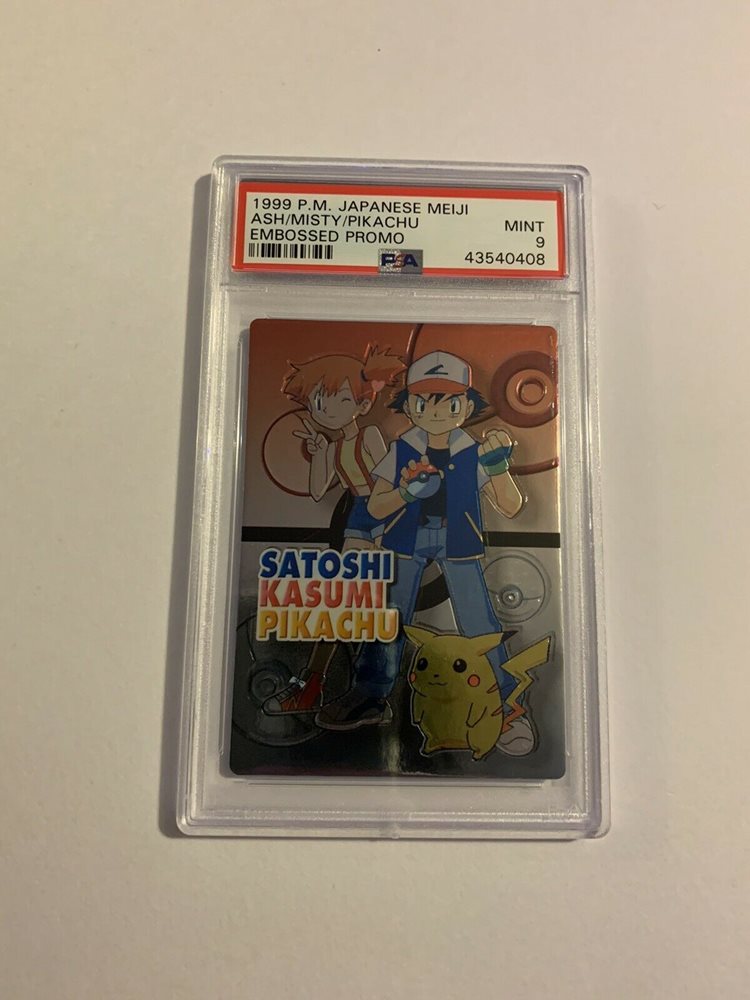 1999 P.M. JAPANESE MEIJI
ASH/MISTY/PIKACHU MINT
EMBOSSED PROMO 9
PSA 43540408
SATOSHI
KASUMI
PIKACHU